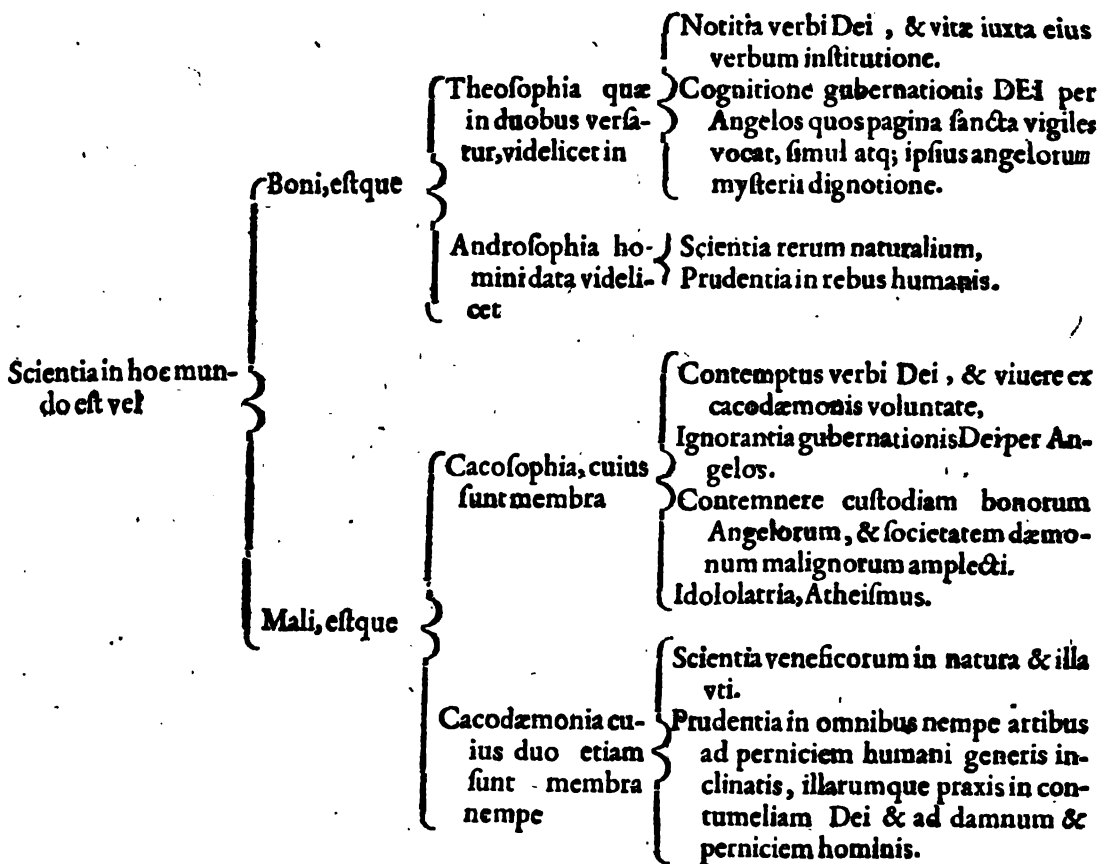 Scientia in hoc mun-
do est vel
Boni, estque
Theoſophia quæ
in duobus verſa-
tur, videlicet in
Notitia verbi Dei, & vitæ iuxta eius
verbum inſtitutione.
Cognitione gubernationis DEI per
Angelos quos pagina ſancta vigiles
vocat, ſimul atq; ipſius angelorum
myſterii dignotione.
Androſophia ho-
mini data videli-
cet
Scientia rerum naturalium,
Prudentia in rebus humanis.
Mali, eſtque
Cacoſophia, cuius
ſunt membra
Contemptus verbi Dei, & viuere ex
cacodæmonis voluntate,
Ignorantia gubernationis Dei per An-
gelos.
Contemnere cuſtodiam bonorum
Angelorum, & ſocietatem dæmo-
num malignorum amplecti.
Idololatria, Atheiſmus.
Cacodæmonia cu-
ius duo etiam
ſunt membra
nempe
Scientia veneficorum in natura & illa
vti.
Prudentia in omnibus nempe artibus
ad perniciem humani generis in-
clinatis, illarumque praxis in con-
tumeliam Dei & ad damnum &
perniciem hominis.